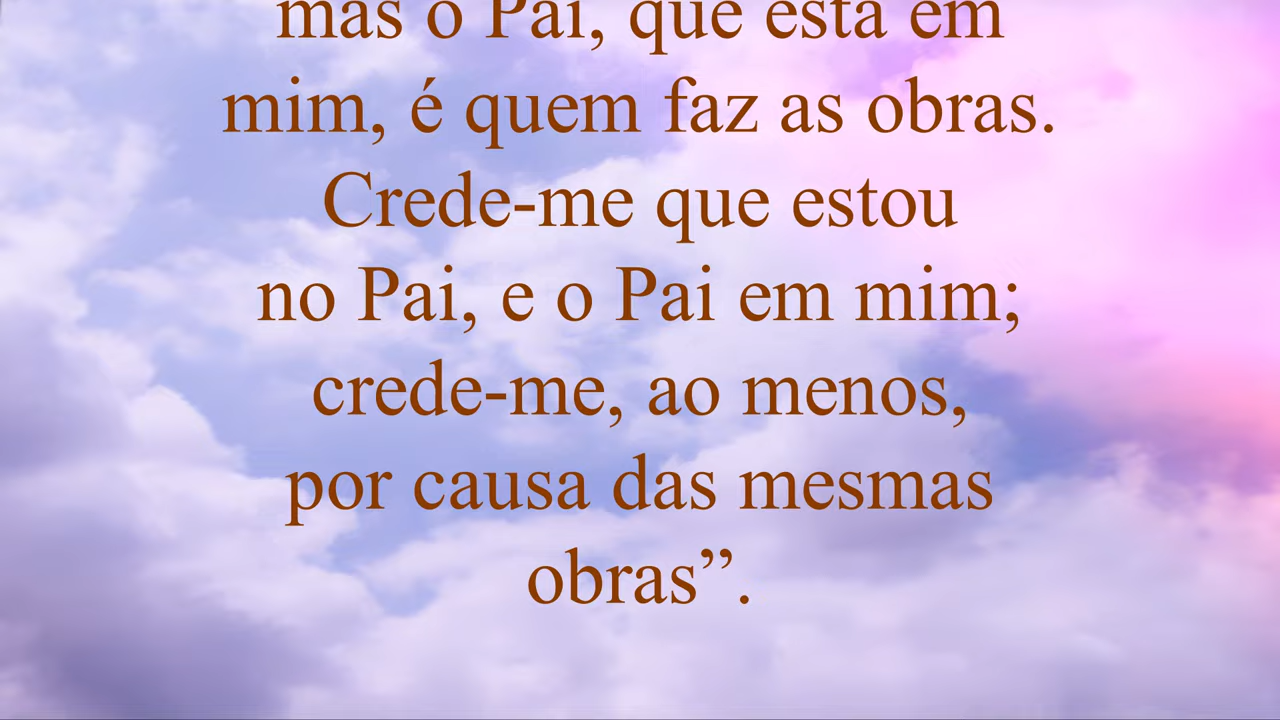 mas o Pai, que está em
mim, é quem faz as obras.
Crede-me que estou
no Pai, e o Pai em mim;
crede-me, ao menos,
por causa das mesmas
obras”.